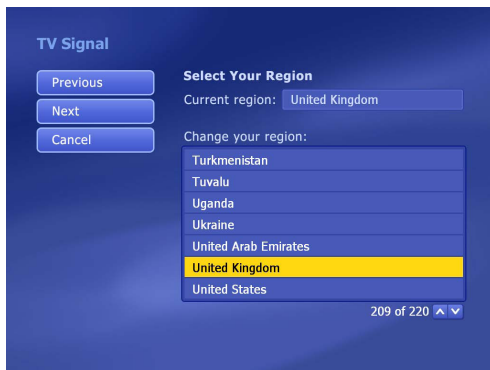 TV Signal
Previous
Next
Cancel
Select Your Region
Current region: United Kingdom
Change your region:
Turkmenistan
Tuvalu
Uganda
Ukraine
United Arab Emirates
United Kingdom
United States
209 of 220